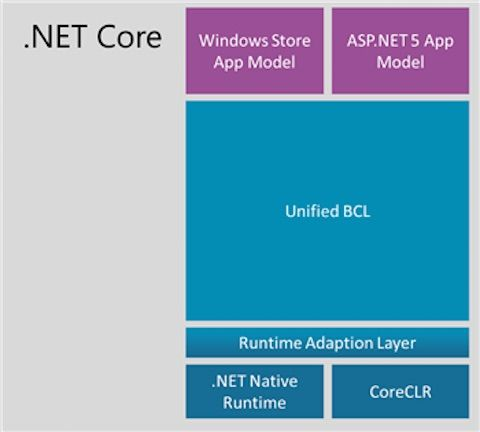 .NET Core
Windows Store
App Model
ASP.NET 5 App
Model
Unified BCL
Runtime Adaption Layer
.NET Native
Runtime
CoreCLR